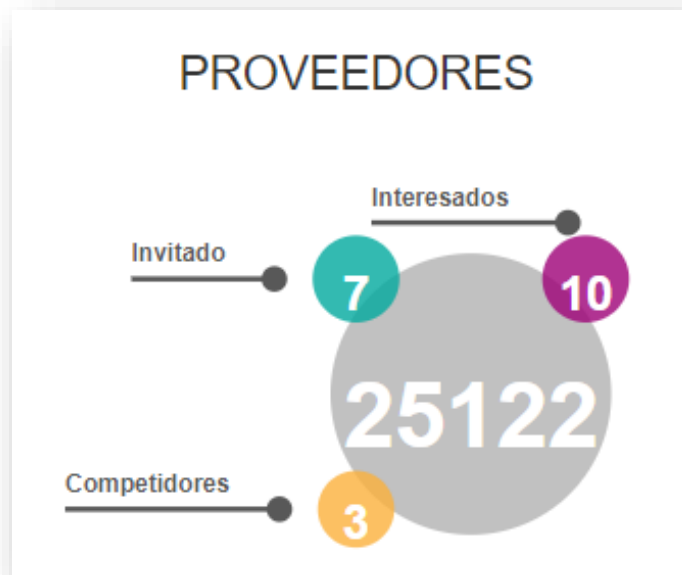 PROVEEDORES
Interesados
Invitado
7
10
25122
Competidores
3